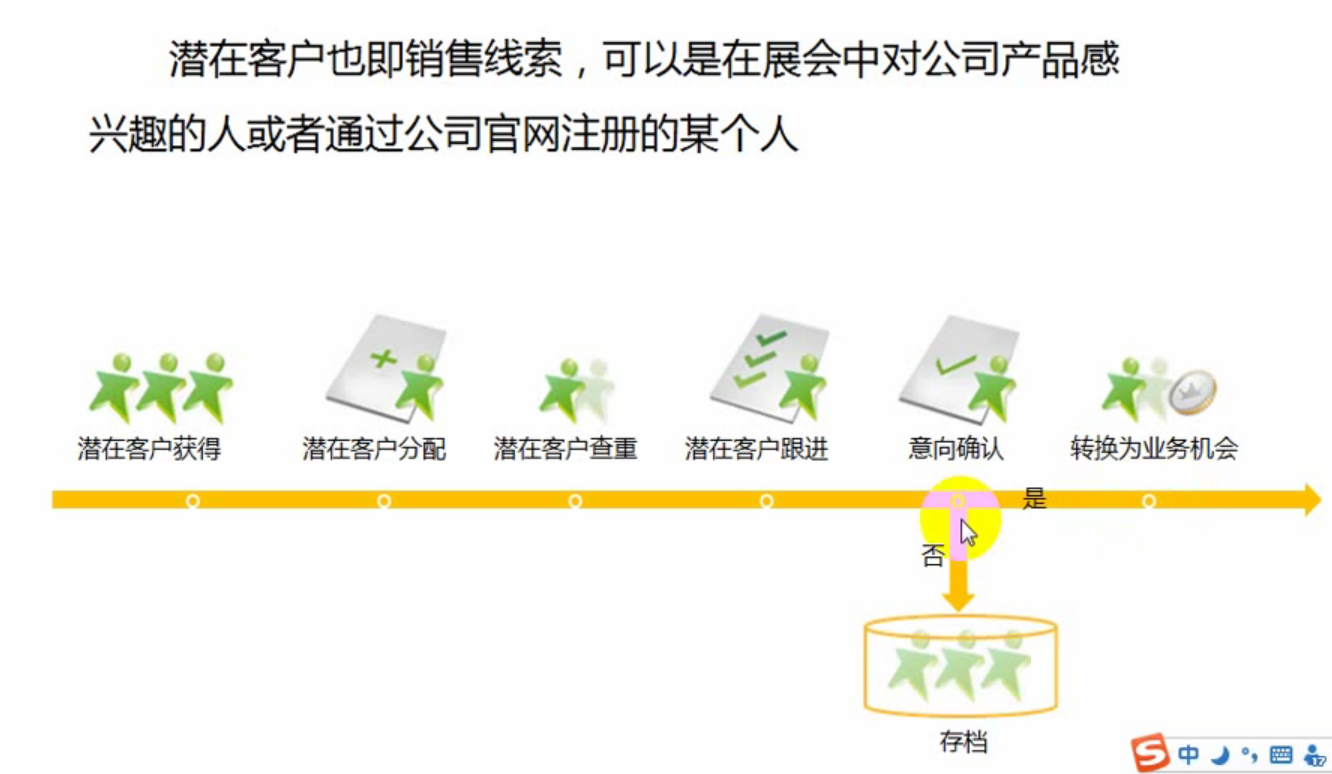 潜在客户也即销售线索，可以是在展会中对公司产品感
兴趣的人或者通过公司官网注册的某个人
潜在客户获得
潜在客户分配
潜在客户查重
潜在客户跟进
意向确认
转换为业务机会
是
否
存档
中